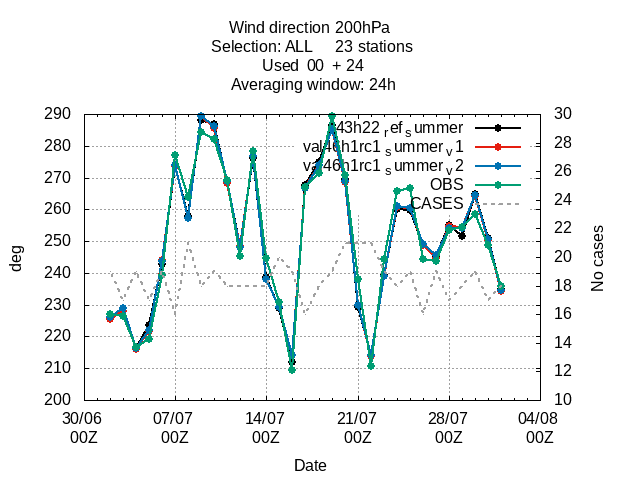 Wind direction 200hPa
Selection: ALL 23 stations
Used 00 + 24
Averaging window: 24h
43h22_ref_summer
val46h1rc1_summer_v1
val46h1rc1_summer_v2
OBS
CASES
290
280
270
260
250
240
230
220
210
200
30
28
26
24
22
20
18
16
14
12
10
deg
No cases
30/06 07/07 14/07 21/07 28/07 04/08
00Z 00Z 00Z 00Z 00Z 00Z
Date